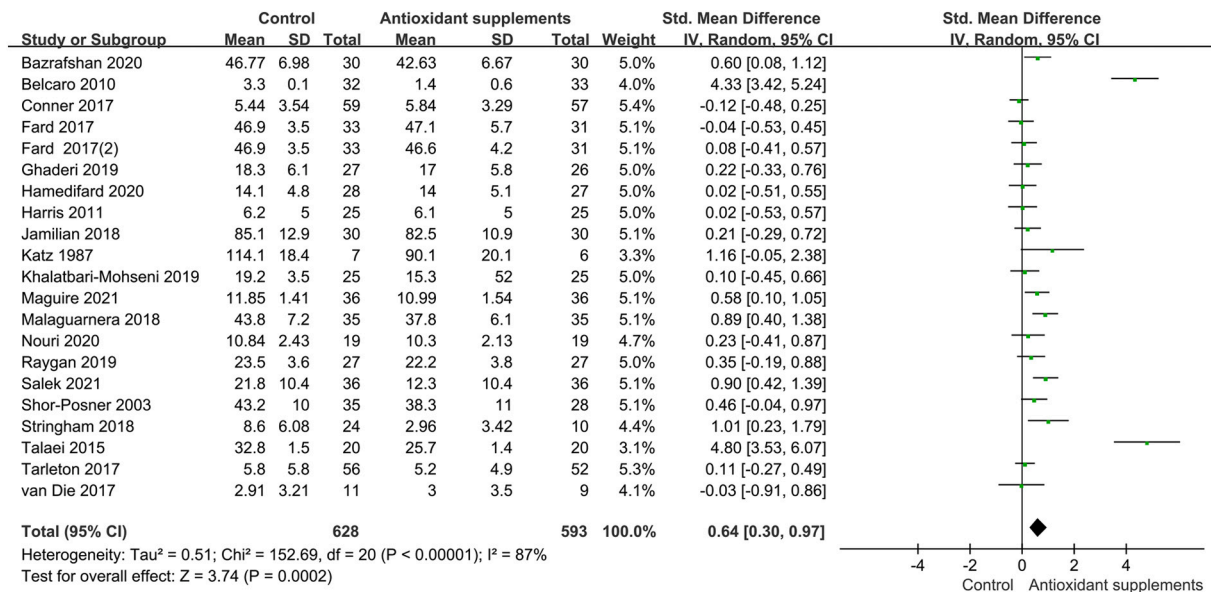 Control Antioxidant supplements Std. Mean Difference Std. Mean Difference
Study or Subgroup Mean SD Total Mean SD Total Weight IV, Random, 95% CI IV, Random, 95% CI
Bazrafshan 2020 46.77 6.98 30 42.63 6.67 30 5.0% 0.60 [0.08, 1.12]
Belcaro 2010 3.3 0.1 32 1.4 0.6 33 4.0% 4.33 [3.42, 5.24]
Conner 2017 5.44 3.54 59 5.84 3.29 57 5.4% -0.12 [-0.48, 0.25]
Fard 2017 46.9 3.5 33 47.1 5.7 31 5.1% -0.04 [-0.53, 0.45]
Fard 2017(2) 46.9 3.5 33 46.6 4.2 31 5.1% 0.08 [-0.41, 0.57]
Ghaderi 2019 18.3 6.1 27 17 5.8 26 5.0% 0.22 [-0.33, 0.76]
Hamedifard 2020 14.1 4.8 28 14 5.1 27 5.0% 0.02 [-0.51, 0.55]
Harris 2011 6.2 5 25 6.1 5 25 5.0% 0.02 [-0.53, 0.57]
Jamilian 2018 85.1 12.9 30 82.5 10.9 30 5.0% 0.21 [-0.29, 0.72]
Katz 1987 114.1 18.4 7 90.1 20.1 6 3.3% 1.16 [-0.05, 2.38]
Khalatbari-Mohseni 2019 19.2 3.5 25 15.3 52 25 5.0% 0.10 [-0.45, 0.66]
Maguire 2021 11.85 1.41 36 10.99 1.54 36 5.1% 0.58 [0.10, 1.05]
Malaguarnera 2018 43.8 7.2 35 37.8 6.1 35 5.1% 0.89 [0.40, 1.38]
Nouri 2020 10.84 2.43 19 10.3 2.13 19 4.7% 0.23 [-0.41, 0.87]
Raygan 2019 23.5 3.6 27 22.2 3.8 27 5.0% 0.35 [-0.19, 0.88]
Salek 2021 21.8 10.4 36 12.3 10.4 36 5.1% 0.90 [0.42, 1.39]
Shor-Posner 2003 43.2 10 35 38.3 11 28 5.1% 0.46 [-0.04, 0.97]
Stringham 2018 8.6 6.08 24 2.96 3.42 10 4.4% 1.01 [0.23, 1.79]
Talaei 2015 32.8 1.5 20 25.7 1.4 20 3.1% 4.80 [3.53, 6.07]
Tarleton 2017 5.8 5.8 56 5.2 4.9 52 5.3% 0.11 [-0.27, 0.49]
van Die 2017 2.91 3.21 11 3 3.5 9 4.1% -0.03 [-0.91, 0.86]
Total (95% CI) 628 593 100.0% 0.64 [0.30, 0.97]
Heterogeneity: Tau² = 0.51; Chi² = 152.69, df = 20 (P < 0.00001); I² = 87%
Test for overall effect: Z = 3.74 (P = 0.0002)
-4 -2 0 2 4
Control Antioxidant supplements